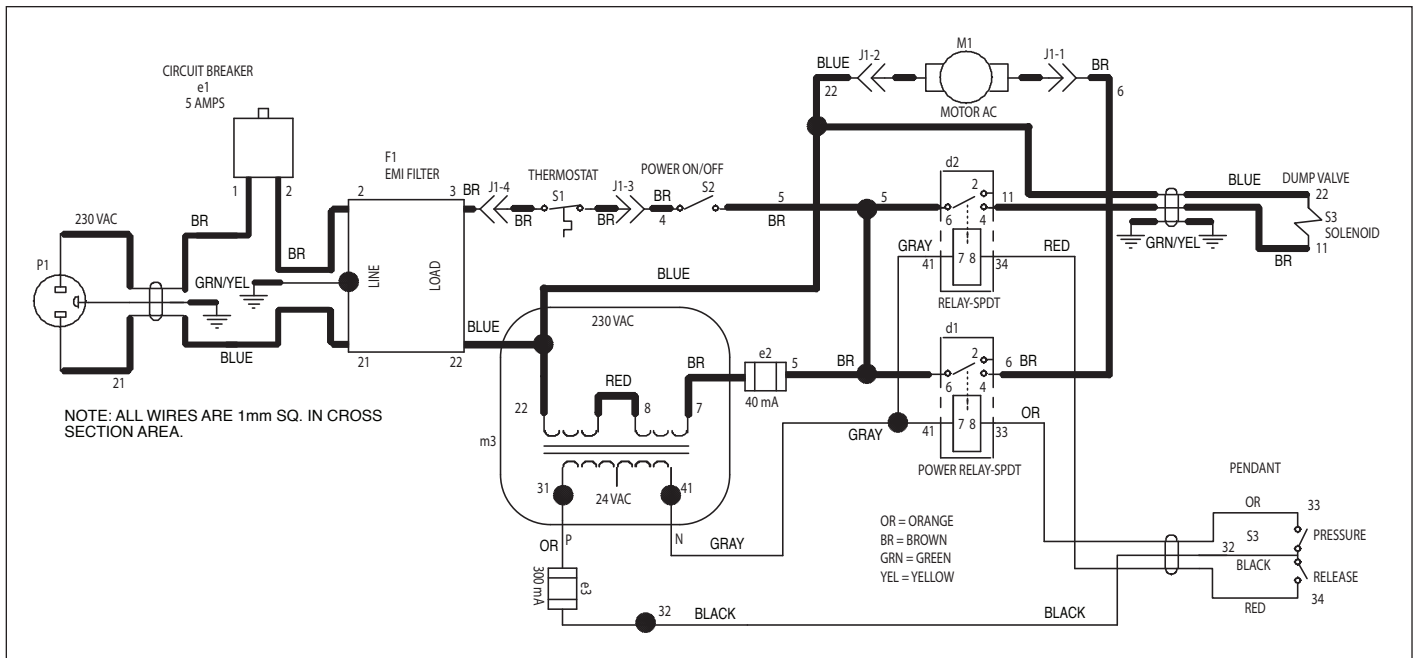 M1
J1-2
J1-1
BLUE
BR
22
6
MOTOR AC
CIRCUIT BREAKER
e1
5 AMPS
1
2
F1
EMI FILTER
2
3
BR
J1-4
THERMOSTAT
S1
J1-3
POWER ON/OFF
BR
S2
BR
BR
4
5
BR
5
d2
2
11
6
4
GRAY
RED
41
7 8
34
RELAY-SPDT
DUMP VALVE
BLUE
22
S3
SOLENOID
GRN/YEL
11
BR
230 VAC
BR
P1
BR
GRN/YEL
LINE
LOAD
BLUE
21
BLUE
21
22
BLUE
NOTE: ALL WIRES ARE 1mm SQ. IN CROSS
SECTION AREA.
230 VAC
BR
e2
5
BR
40 mA
RED
22
8
7
m3
31
24 VAC
41
P
N
OR
GRAY
300 mA
e3
32
BLACK
BLACK
d1
2
6
BR
6
4
OR
GRAY
41
7 8
33
POWER RELAY-SPDT
OR = ORANGE
BR = BROWN
GRN = GREEN
YEL = YELLOW
PENDANT
OR
33
S3
PRESSURE
32
BLACK
RELEASE
RED
34